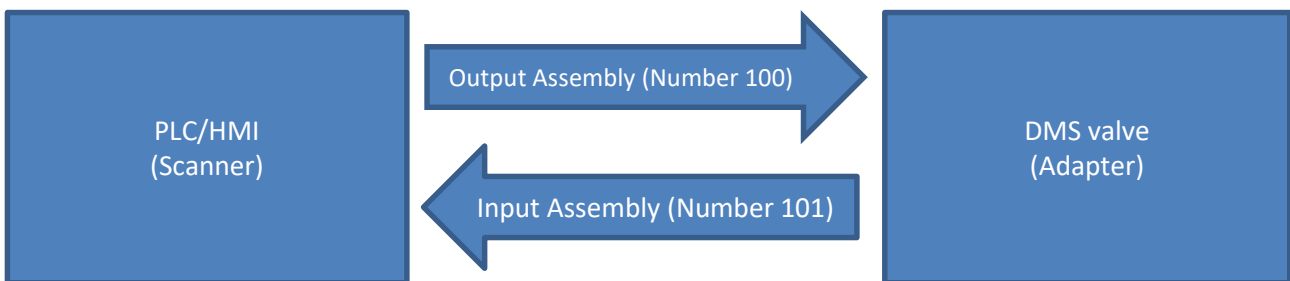 PLC/HMI
(Scanner)
Output Assembly (Number 100)
Input Assembly (Number 101)
DMS valve
(Adapter)